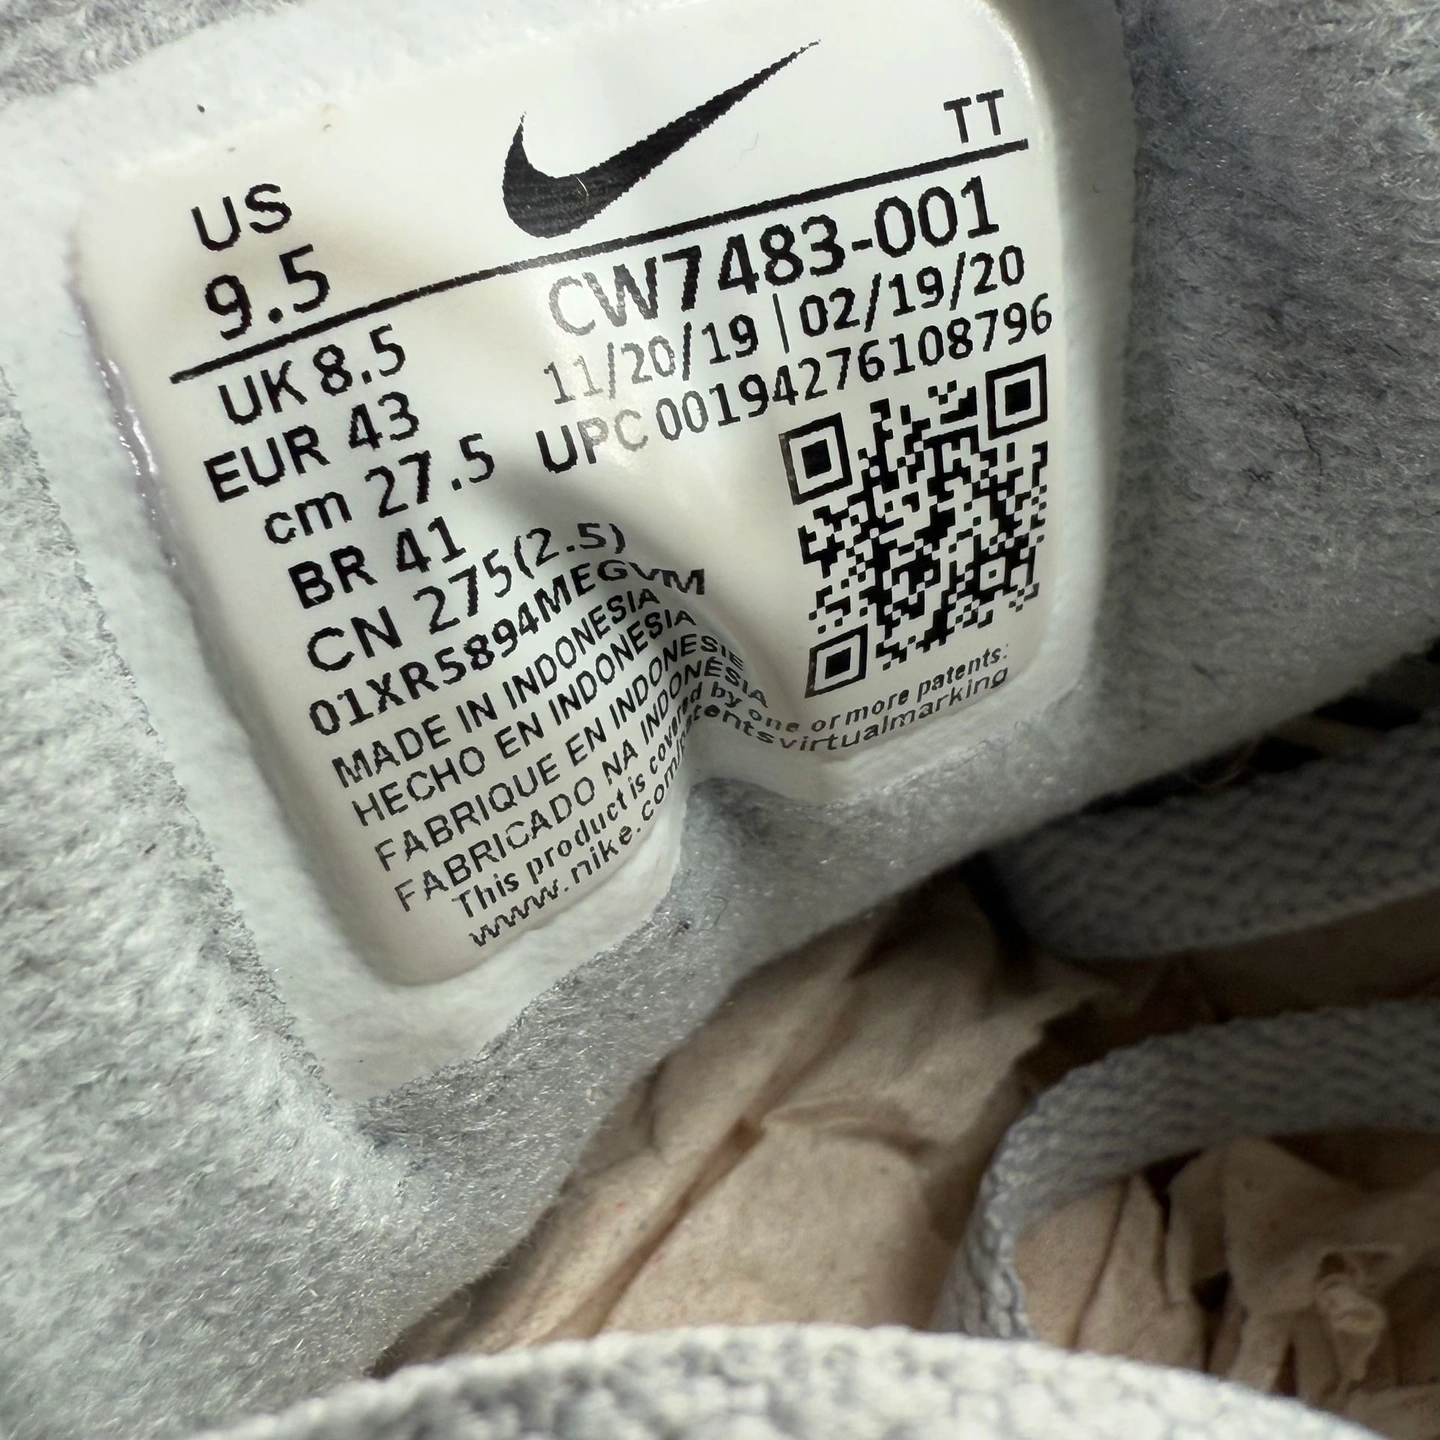 US
9.5
TT
UK 8.5
EUR 43
cm 27.5
BR 41
CN 275(2.5)
CW7483-001
11/20/19 | 02/19/20
UPC 00194276108796
01XR5894MEGVM
MADE IN INDONESIA
HECHO EN INDONESIA
FABRIQUE EN INDONESIE
FABRICADO NA INDONÉSIA
This product is covered by one or more patents:
www.nike.com/patentsvirtualmarking